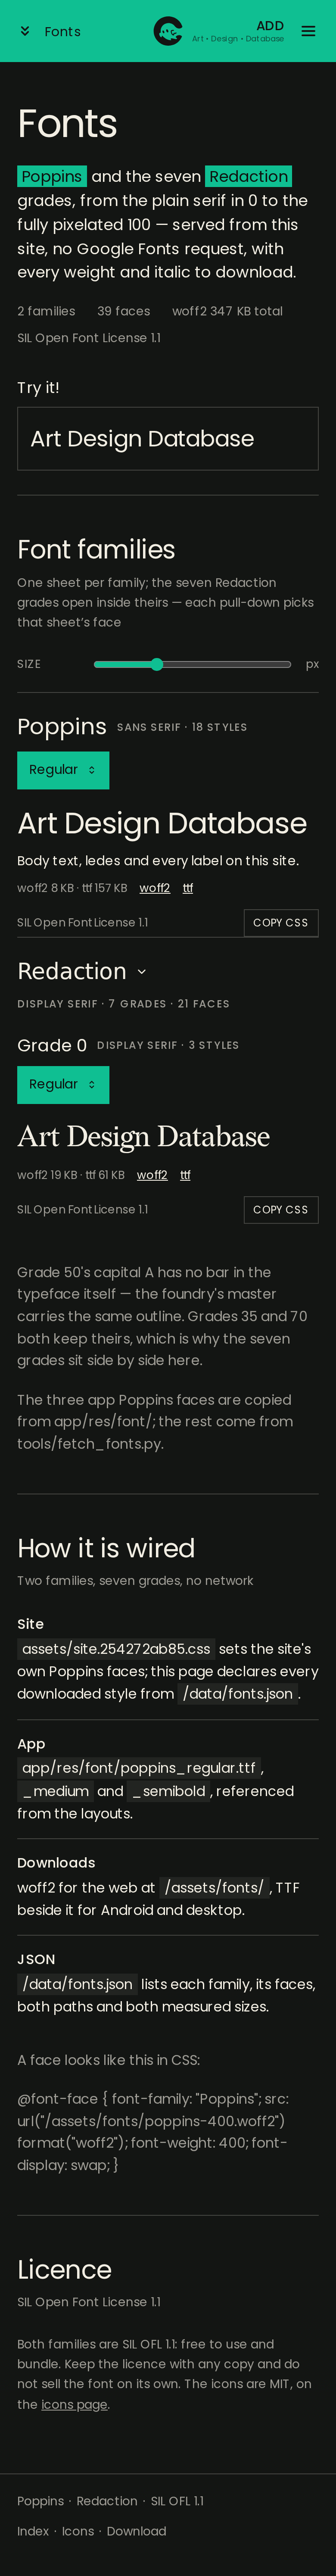 Fonts
ADD
Art • Design • Database
Fonts
Poppins and the seven Redaction
grades, from the plain serif in 0 to the
fully pixelated 100 — served from this
site, no Google Fonts request, with
every weight and italic to download.
2 families 39 faces woff2 347 KB total
SIL Open Font License 1.1
Try it!
Art Design Database
Font families
One sheet per family; the seven Redaction
grades open inside theirs — each pull-down picks
that sheet’s face
SIZE px
Poppins SANS SERIF · 18 STYLES
Regular
Art Design Database
Body text, ledes and every label on this site.
woff2 8 KB · ttf 157 KB woff2 ttf
SIL Open Font License 1.1 COPY CSS
Redaction
DISPLAY SERIF · 7 GRADES · 21 FACES
Grade 0 DISPLAY SERIF · 3 STYLES
Regular
Art Design Database
woff2 19 KB · ttf 61 KB woff2 ttf
SIL Open Font License 1.1 COPY CSS
Grade 50's capital A has no bar in the
typeface itself — the foundry's master
carries the same outline. Grades 35 and 70
both keep theirs, which is why the seven
grades sit side by side here.
The three app Poppins faces are copied
from app/res/font/; the rest come from
tools/fetch_fonts.py.
How it is wired
Two families, seven grades, no network
Site
assets/site.254272ab85.css sets the site's
own Poppins faces; this page declares every
downloaded style from /data/fonts.json .
App
app/res/font/poppins_regular.ttf ,
_medium and _semibold , referenced
from the layouts.
Downloads
woff2 for the web at /assets/fonts/ , TTF
beside it for Android and desktop.
JSON
/data/fonts.json lists each family, its faces,
both paths and both measured sizes.
A face looks like this in CSS:
@font-face { font-family: "Poppins"; src:
url("/assets/fonts/poppins-400.woff2")
format("woff2"); font-weight: 400; font-
display: swap; }
Licence
SIL Open Font License 1.1
Both families are SIL OFL 1.1: free to use and
bundle. Keep the licence with any copy and do
not sell the font on its own. The icons are MIT, on
the icons page.
Poppins · Redaction · SIL OFL 1.1
Index · Icons · Download